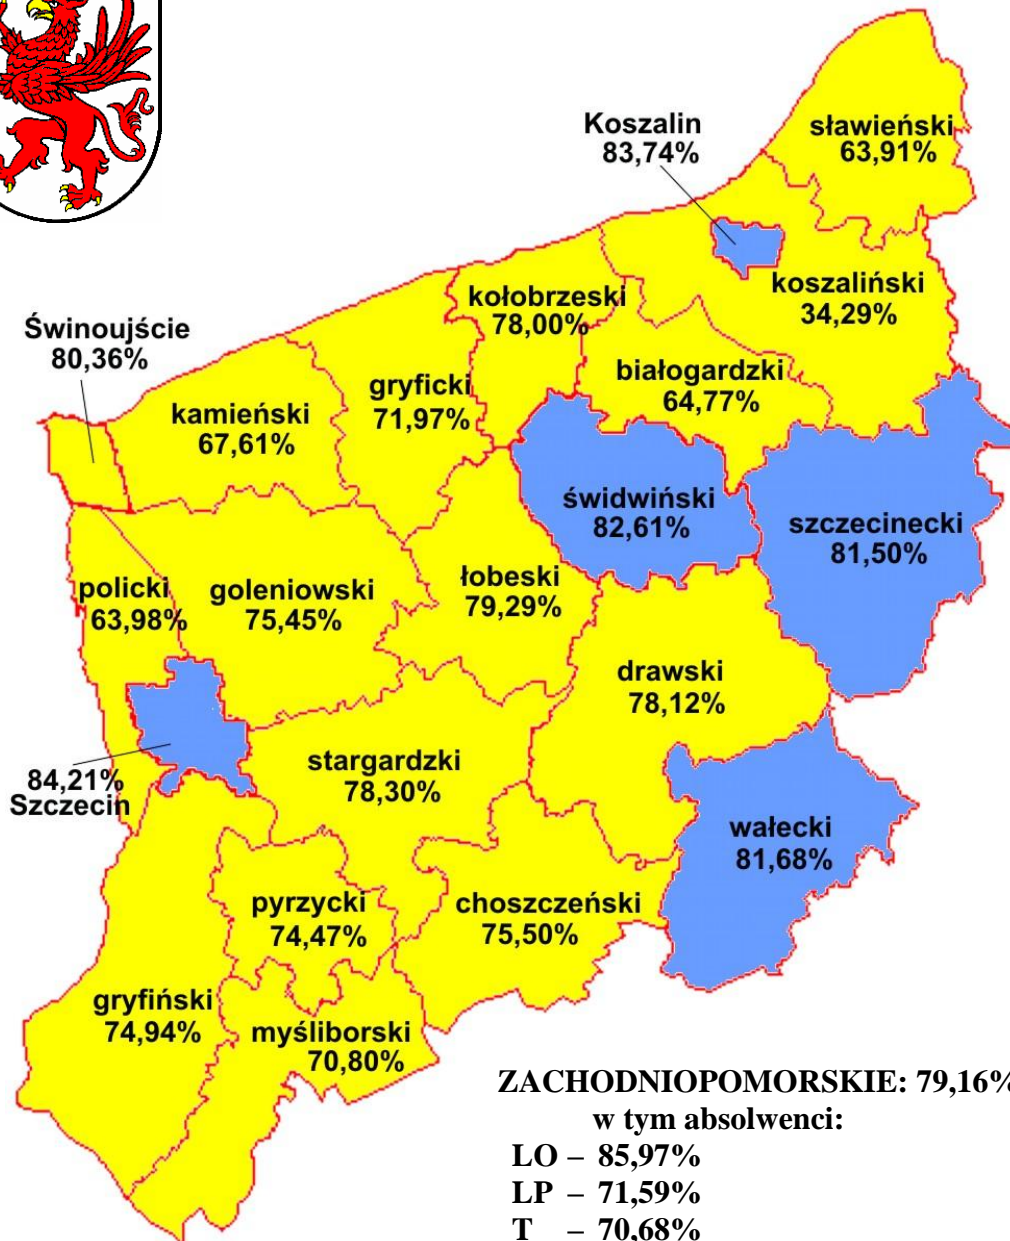 Koszalin
83,74%
sławieński
63,91%
koszaliński
34,29%
kołobrzeski
78,00%
Świnoujście
80,36%
białogardzki
64,77%
gryficki
71,97%
kamieński
67,61%
świdwiński
82,61%
szczecinecki
81,50%
policki
63,98%
goleniowski
75,45%
łobeski
79,29%
drawski
78,12%
stargardzki
78,30%
84,21%
Szczecin
wałecki
81,68%
pyrzycki
74,47%
choszczeński
75,50%
gryfiński
74,94%
myśliborski
70,80%
ZACHODNIOPOMORSKIE: 79,16%
w tym absolwenci:
LO – 85,97%
LP – 71,59%
T – 70,68%